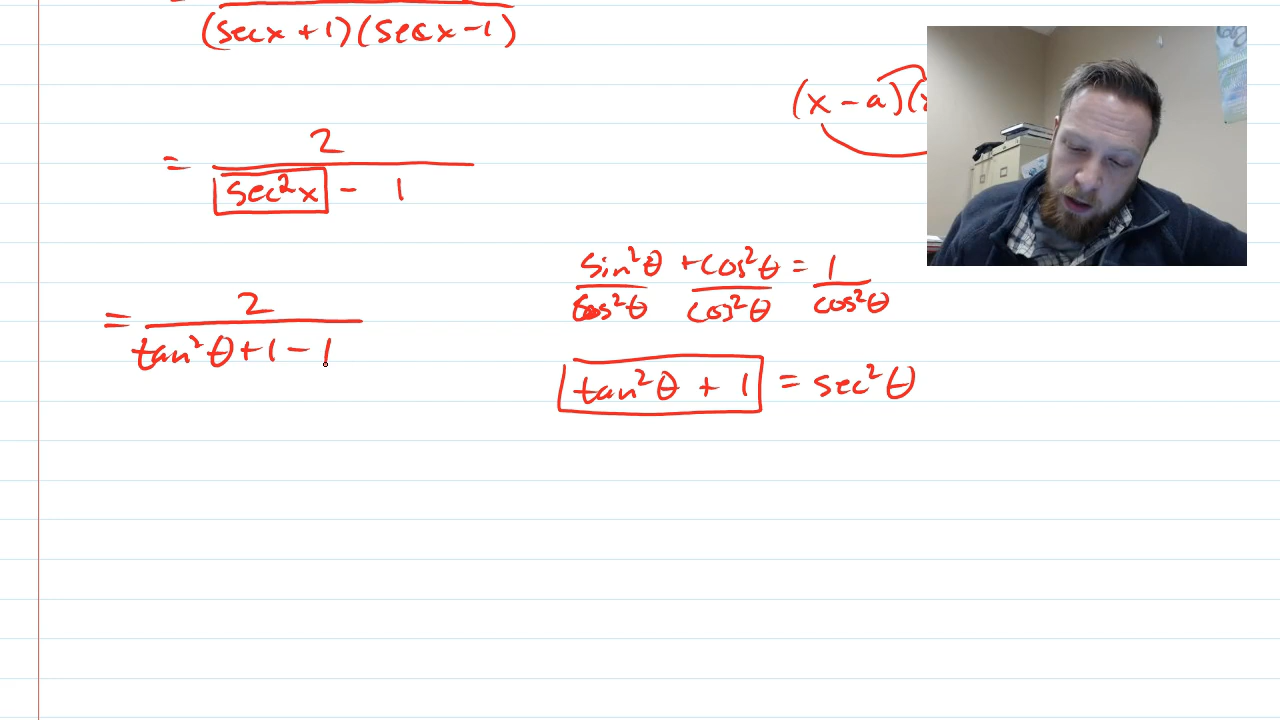 =
(secx + 1)(secx - 1)
(x - a)(
= 2 / sec²x - 1
sin²θ / cos²θ + cos²θ / cos²θ = 1 / cos²θ
= 2 / tan²θ + 1 - 1
tan²θ + 1 = sec²θ